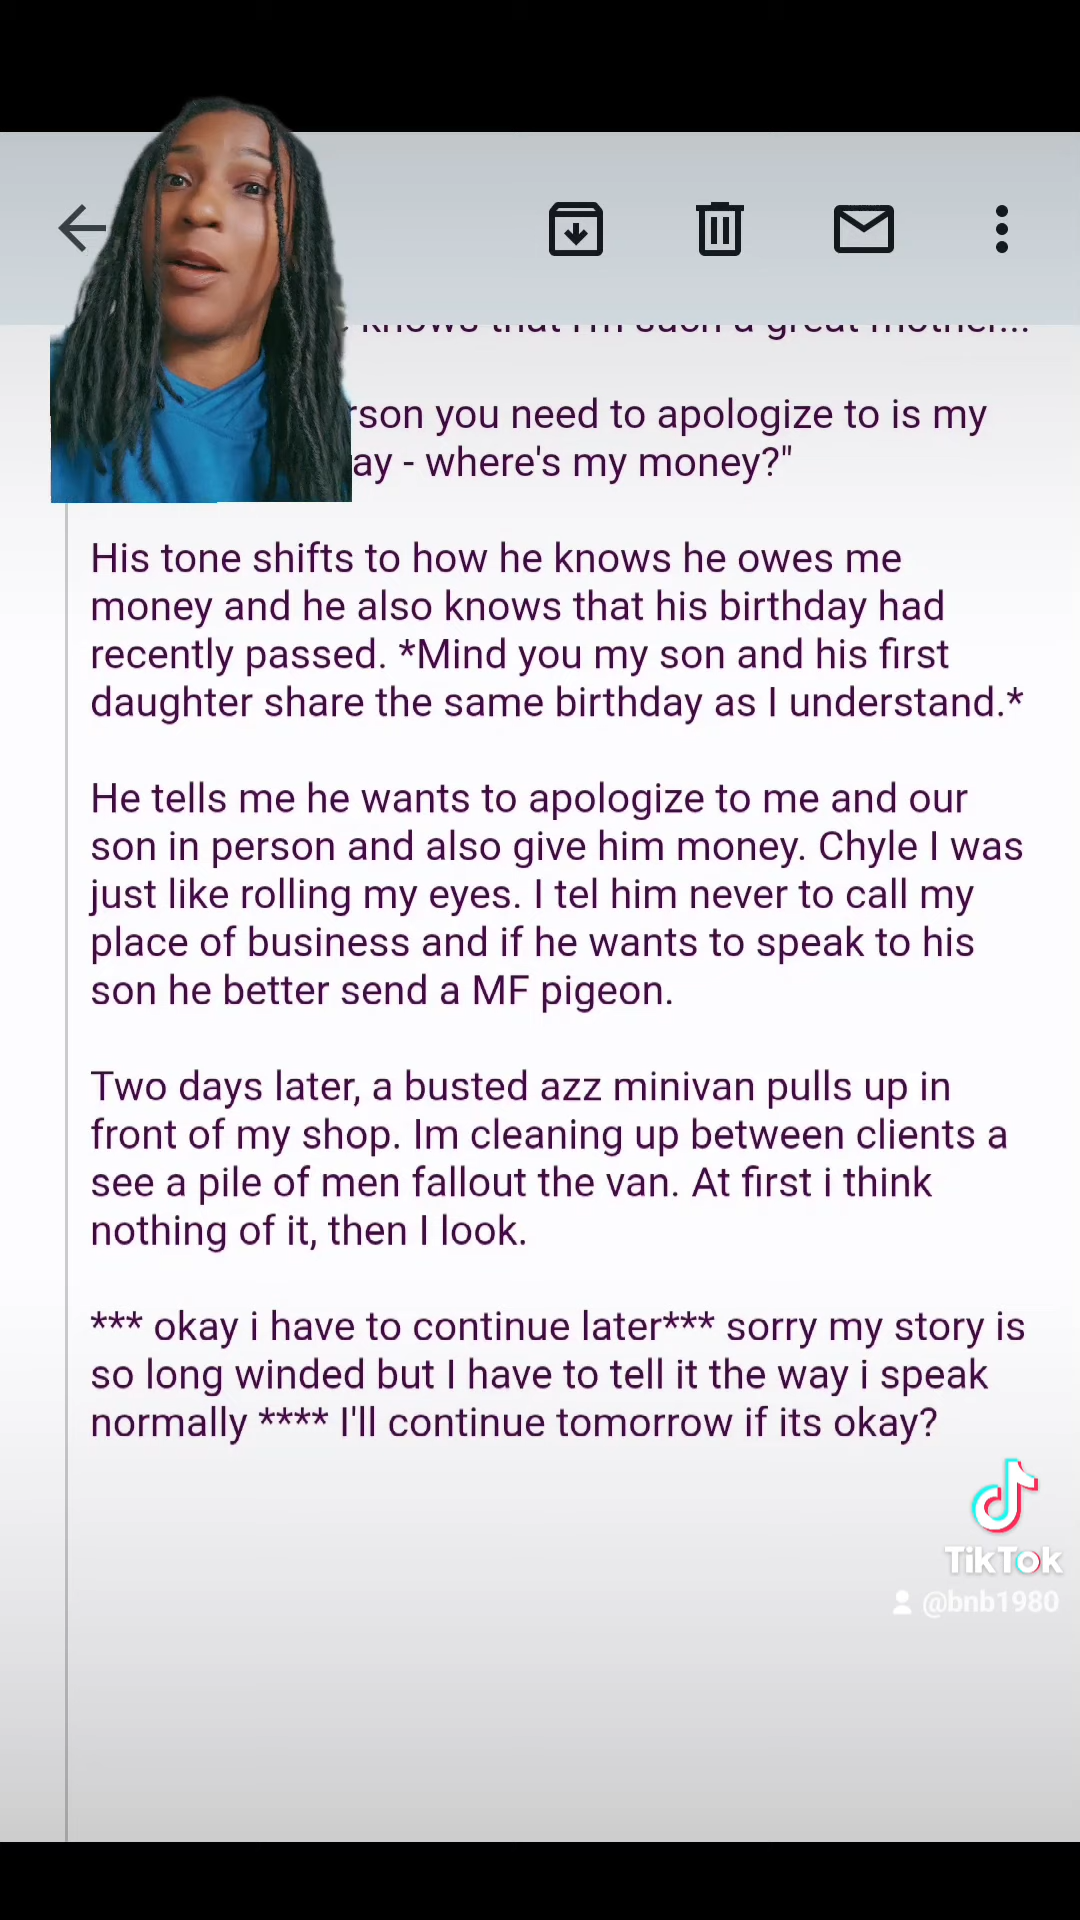 knows that I'm such a great mother...
you need to apologize to is my
- where's my money?"
His tone shifts to how he knows he owes me
money and he also knows that his birthday had
recently passed. *Mind you my son and his first
daughter share the same birthday as I understand.*
He tells me he wants to apologize to me and our
son in person and also give him money. Chyle I was
just like rolling my eyes. I tel him never to call my
place of business and if he wants to speak to his
son he better send a MF pigeon.
Two days later, a busted azz minivan pulls up in
front of my shop. Im cleaning up between clients a
see a pile of men fallout the van. At first i think
nothing of it, then I look.
*** okay i have to continue later*** sorry my story is
so long winded but I have to tell it the way i speak
normally **** I'll continue tomorrow if its okay?
TikTok
@bnb1980